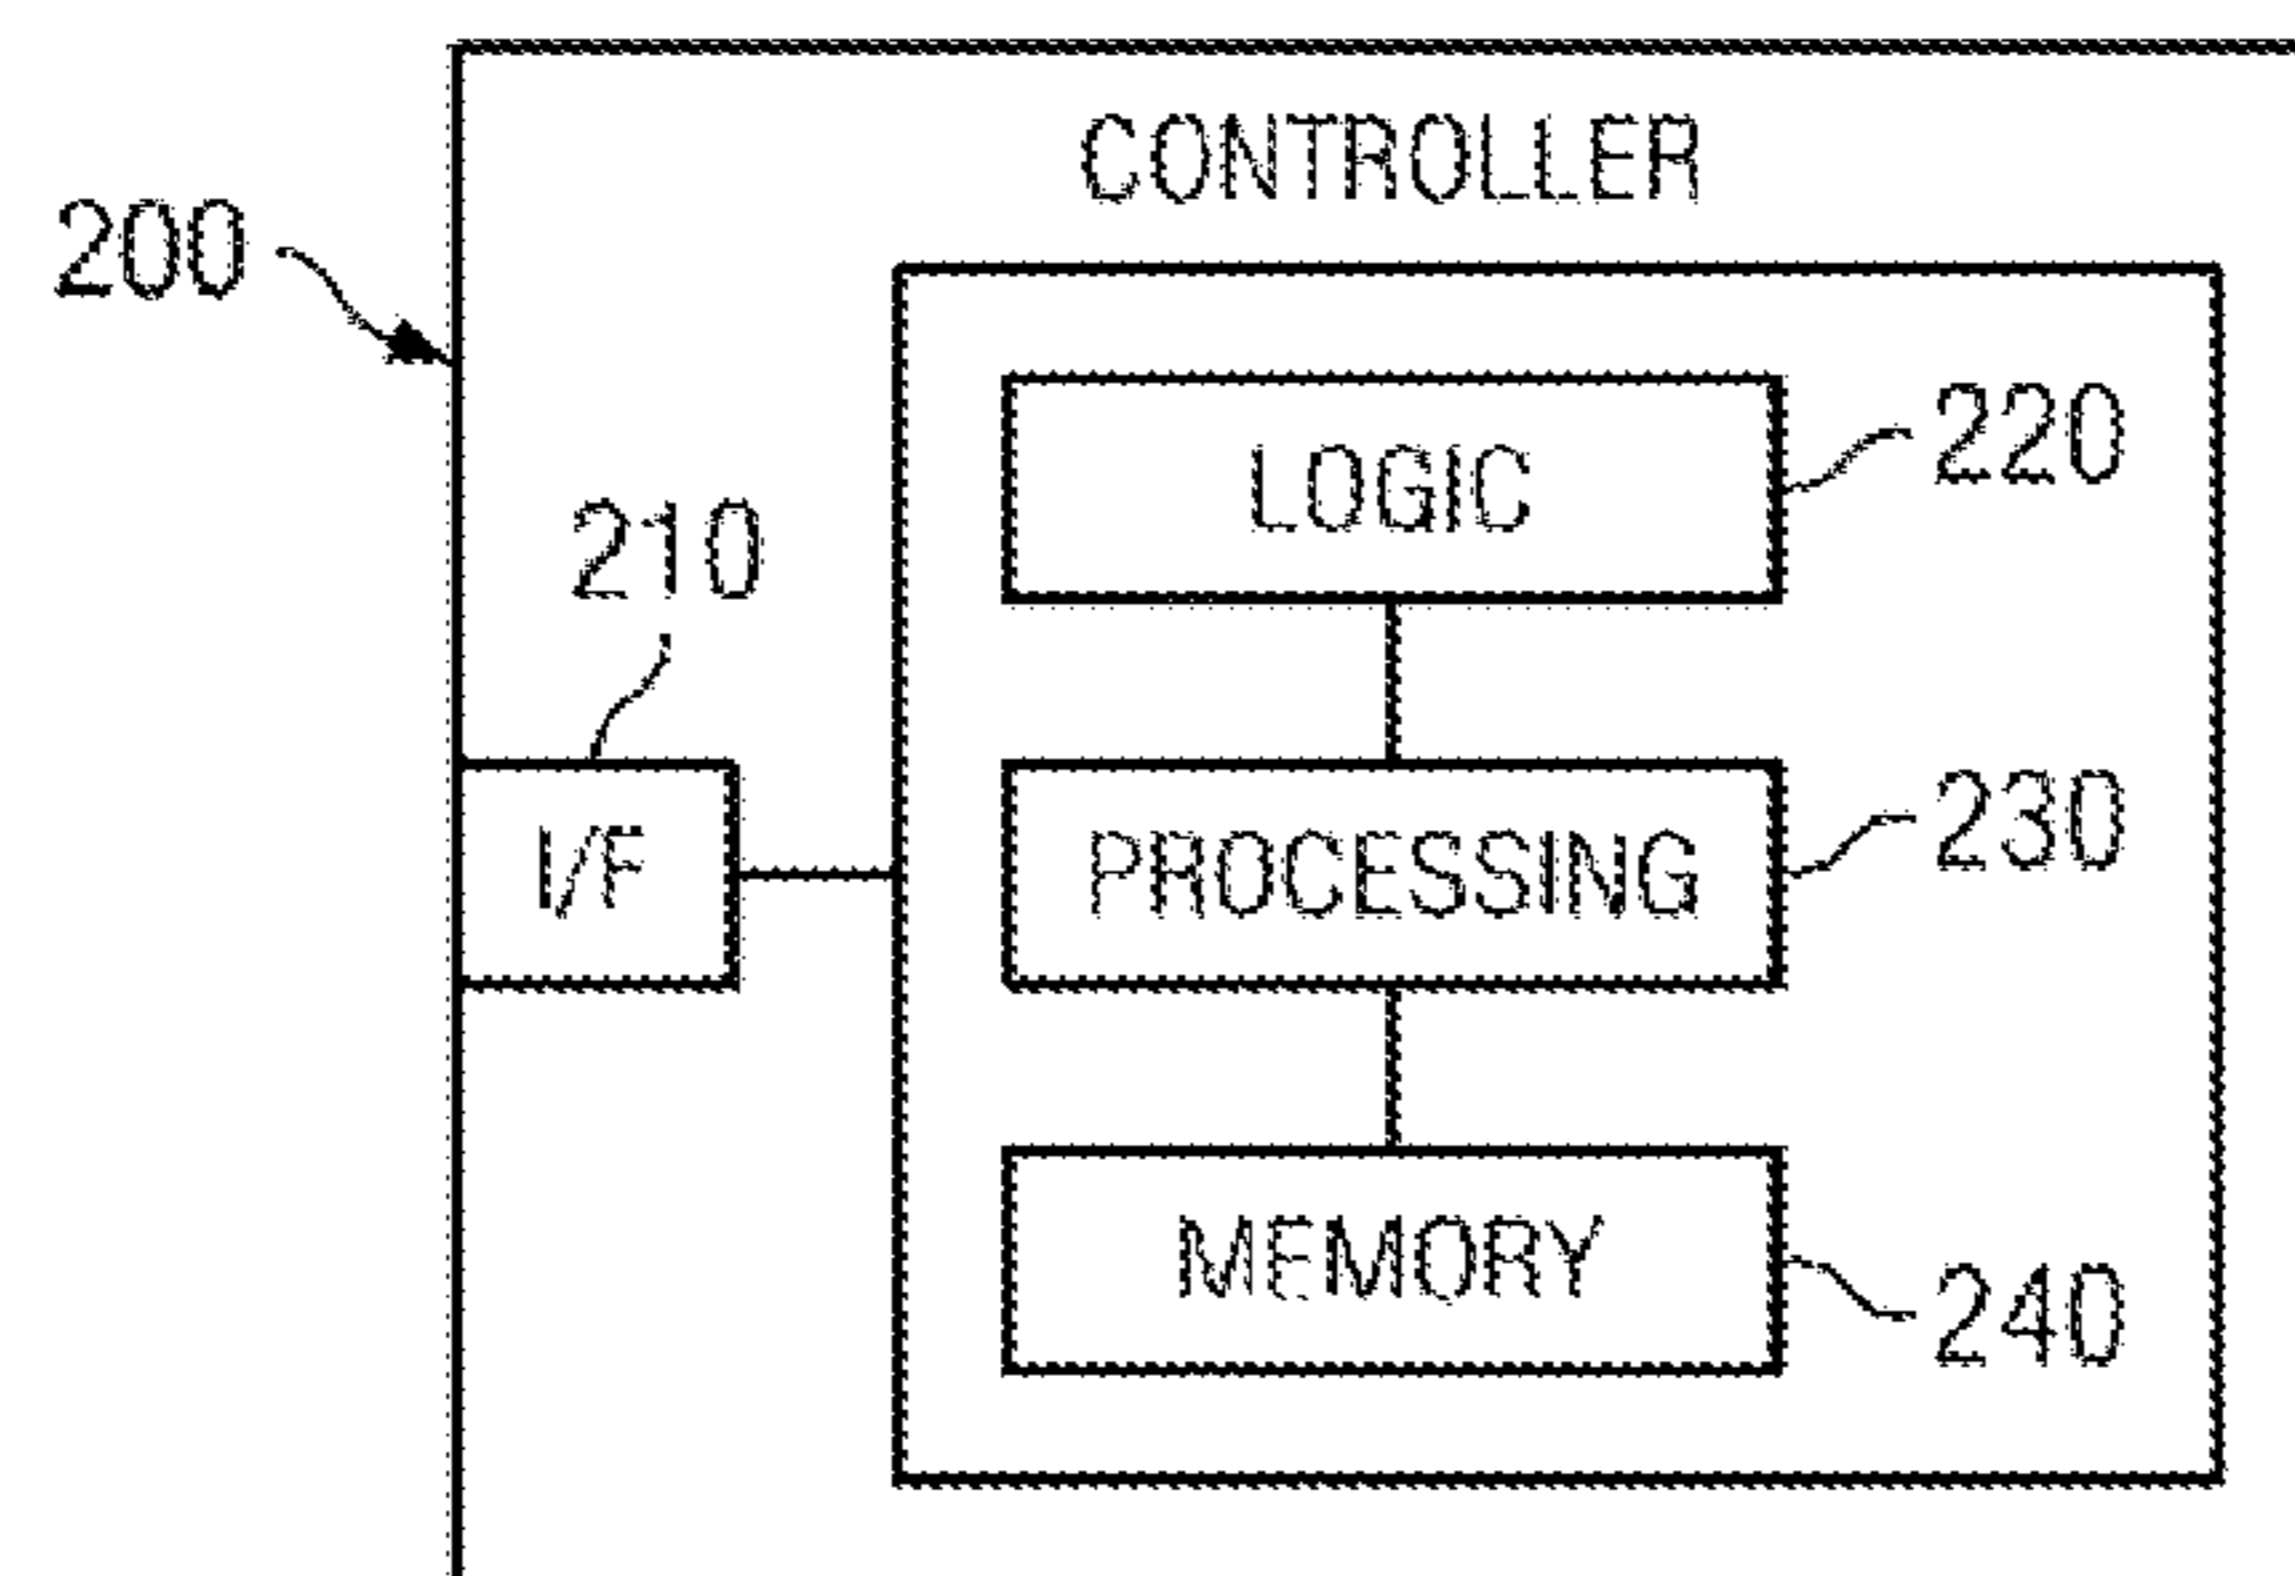 CONTROLLER
200
LOGIC
220
210
I/F
PROCESSING
230
MEMORY
240